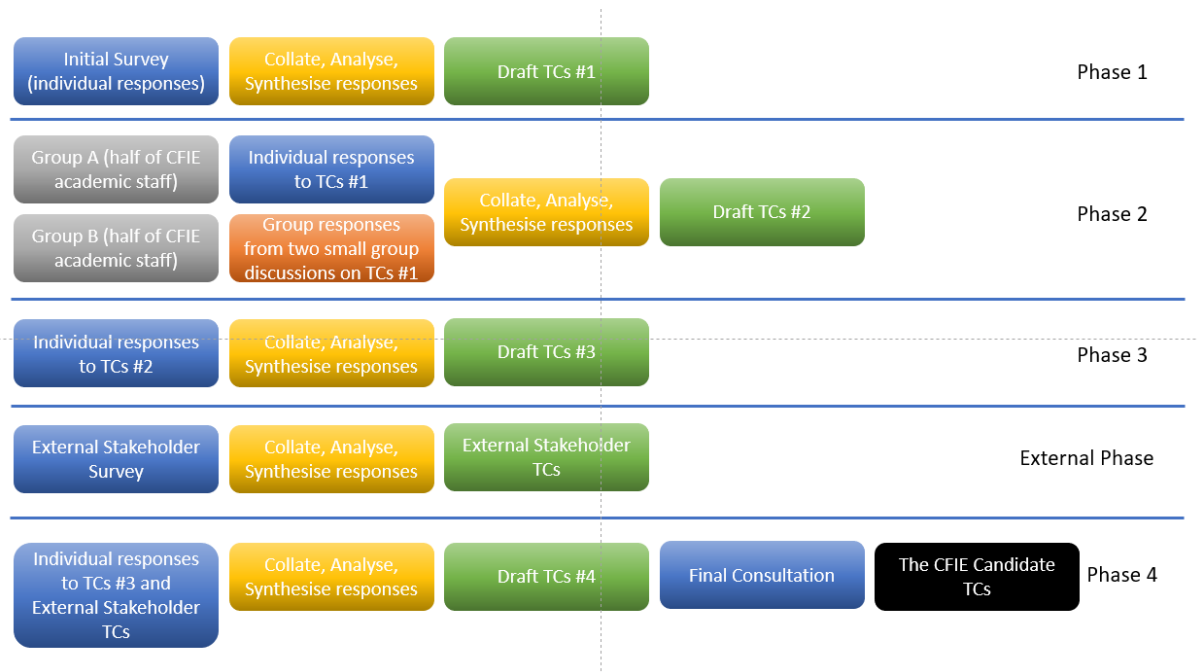 Initial Survey
(individual responses)
Collate, Analyse,
Synthesise responses
Draft TCs #1
Phase 1
Group A (half of CFIE
academic staff)
Individual responses
to TCs #1
Group B (half of CFIE
academic staff)
Group responses
from two small group
discussions on TCs #1
Collate, Analyse,
Synthesise responses
Draft TCs #2
Phase 2
Individual responses
to TCs #2
Collate, Analyse,
Synthesise responses
Draft TCs #3
Phase 3
External Stakeholder
Survey
Collate, Analyse,
Synthesise responses
External Stakeholder
TCs
External Phase
Individual responses
to TCs #3 and
External Stakeholder
TCs
Collate, Analyse,
Synthesise responses
Draft TCs #4
Final Consultation
The CFIE Candidate
TCs
Phase 4